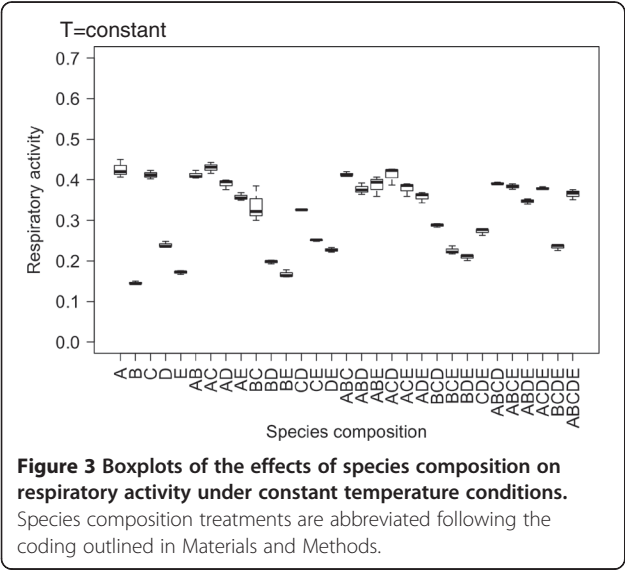 T=constant
0.7
0.6
0.5
0.4
0.3
0.2
0.1
0.0
Respiratory activity
A B C D E AB AC AD AE BC BD BE CD CE DE ABC ABD ABE ACD ACE ADE BCD BCE BDE CDE ABCD ABCE ABDE ACDE BCDE ABCDE
Species composition
Figure 3 Boxplots of the effects of species composition on
respiratory activity under constant temperature conditions.
Species composition treatments are abbreviated following the
coding outlined in Materials and Methods.